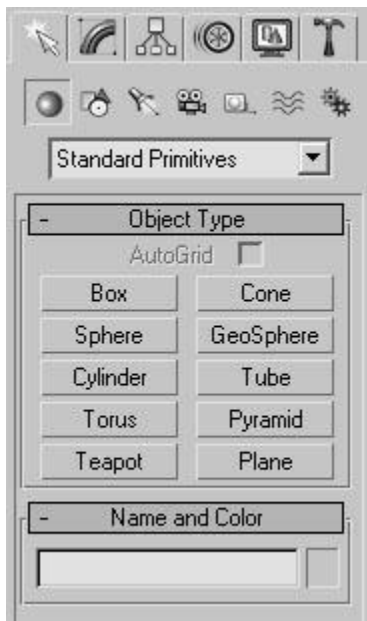 Standard Primitives
- Object Type
AutoGrid
Box Cone
Sphere GeoSphere
Cylinder Tube
Torus Pyramid
Teapot Plane
- Name and Color